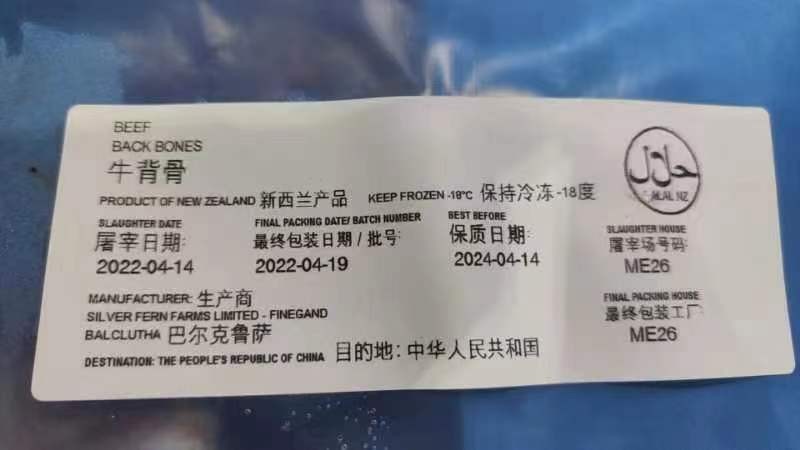 BEEF
BACK BONES
牛背骨
PRODUCT OF NEW ZEALAND 新西兰产品 KEEP FROZEN -18°C 保持冷冻-18度
حلال
HALAL NZ
SLAUGHTER DATE
屠宰日期:
2022-04-14
FINAL PACKING DATE/ BATCH NUMBER
最终包装日期 / 批号:
2022-04-19
BEST BEFORE
保质日期:
2024-04-14
SLAUGHTER HOUSE
屠宰场号码:
ME26
MANUFACTURER: 生产商
SILVER FERN FARMS LIMITED - FINEGAND
BALCLUTHA 巴尔克鲁萨
FINAL PACKING HOUSE
最终包装工厂:
ME26
DESTINATION: THE PEOPLE'S REPUBLIC OF CHINA 目的地: 中华人民共和国